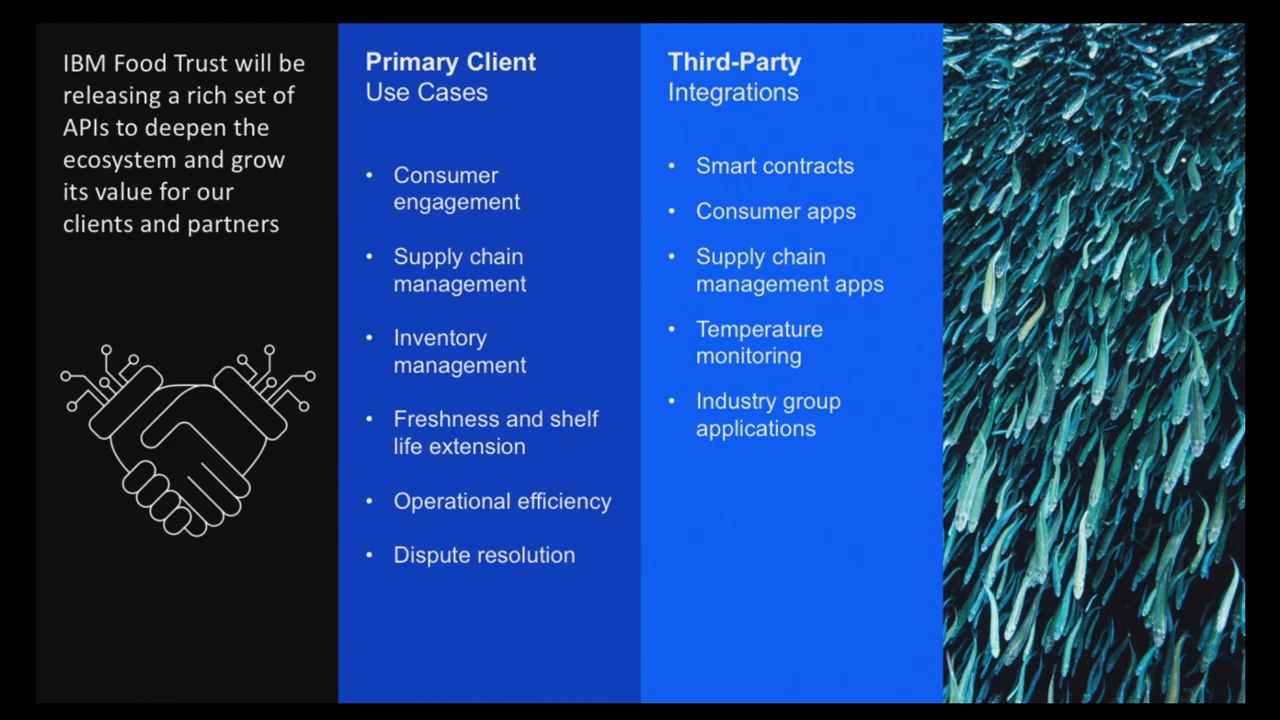 IBM Food Trust will be
releasing a rich set of
APIs to deepen the
ecosystem and grow
its value for our
clients and partners
Primary Client
Use Cases
• Consumer
engagement
• Supply chain
management
• Inventory
management
• Freshness and shelf
life extension
• Operational efficiency
• Dispute resolution
Third-Party
Integrations
• Smart contracts
• Consumer apps
• Supply chain
management apps
• Temperature
monitoring
• Industry group
applications